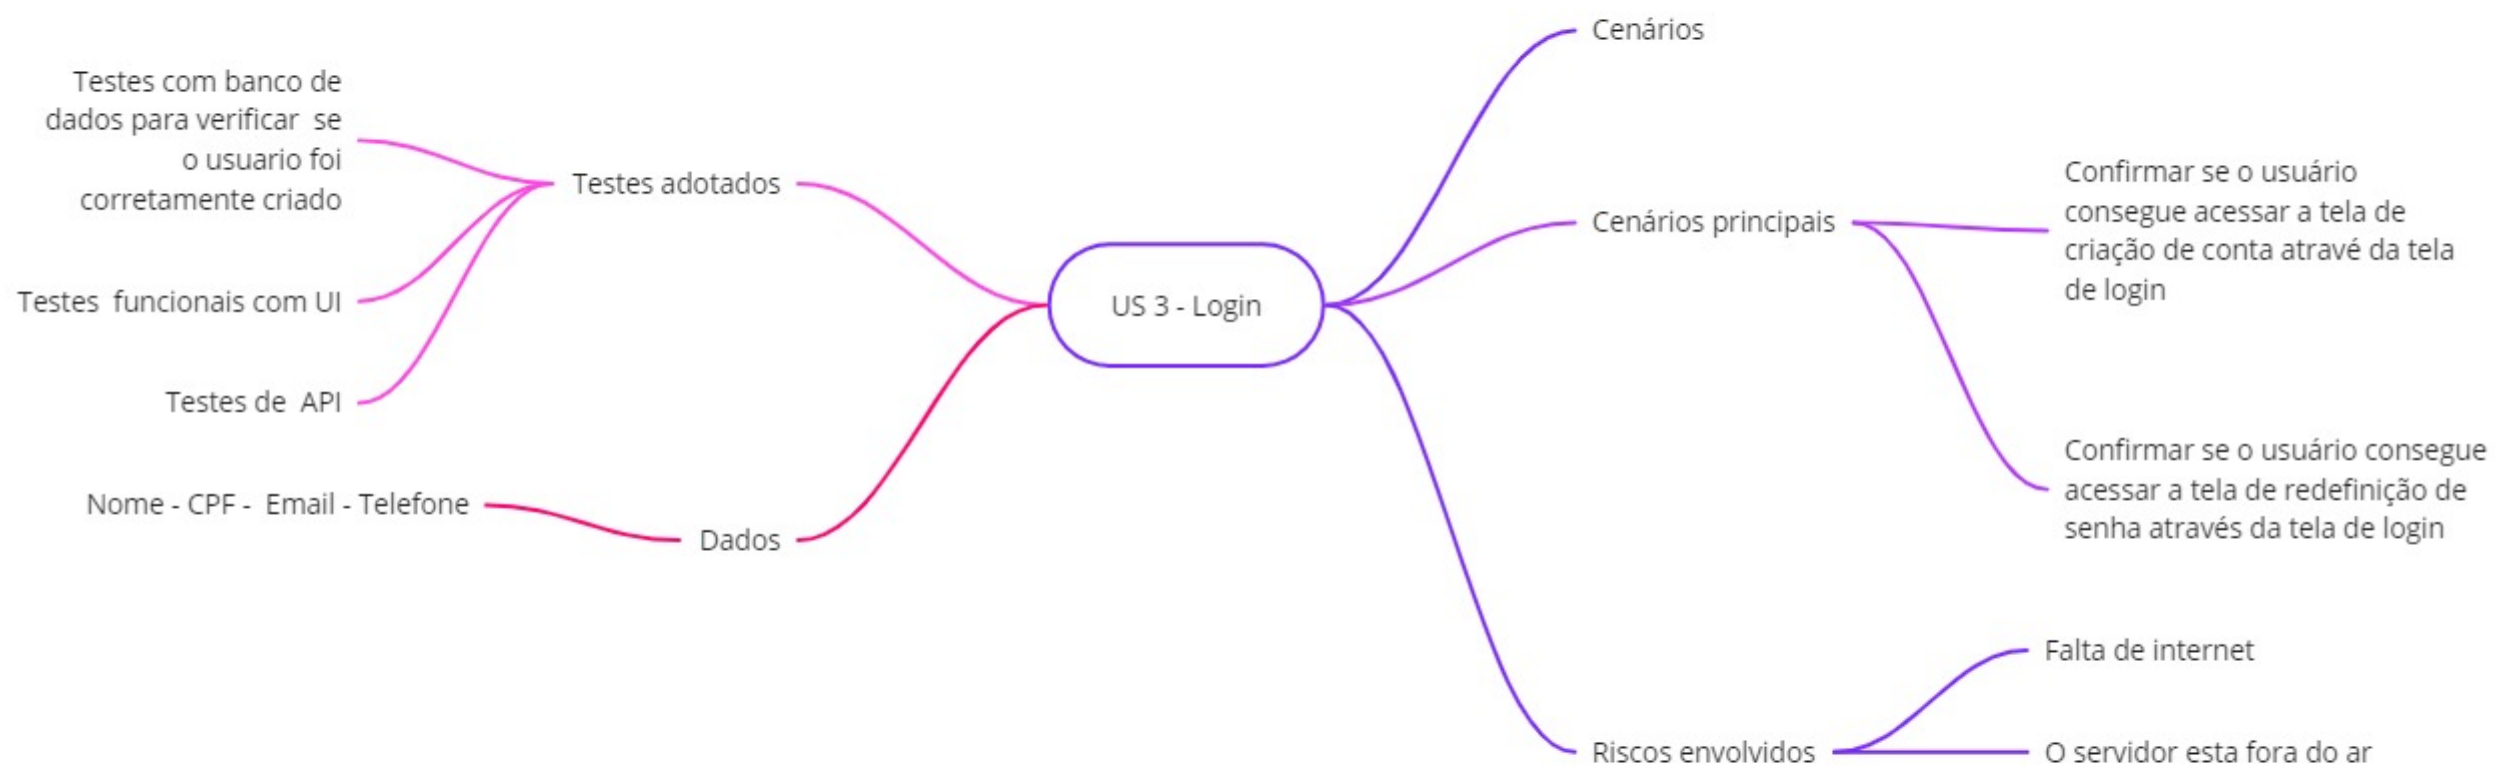 Testes com banco de
dados para verificar  se
o usuario foi
corretamente criado
Testes  funcionais com UI
Testes de  API
Testes adotados
Nome - CPF -  Email - Telefone
Dados
US 3 - Login
Cenários
Cenários principais
Confirmar se o usuário
consegue acessar a tela de
criação de conta atravé da tela
de login
Confirmar se o usuário consegue
acessar a tela de redefinição de
senha através da tela de login
Riscos envolvidos
Falta de internet
O servidor esta fora do ar